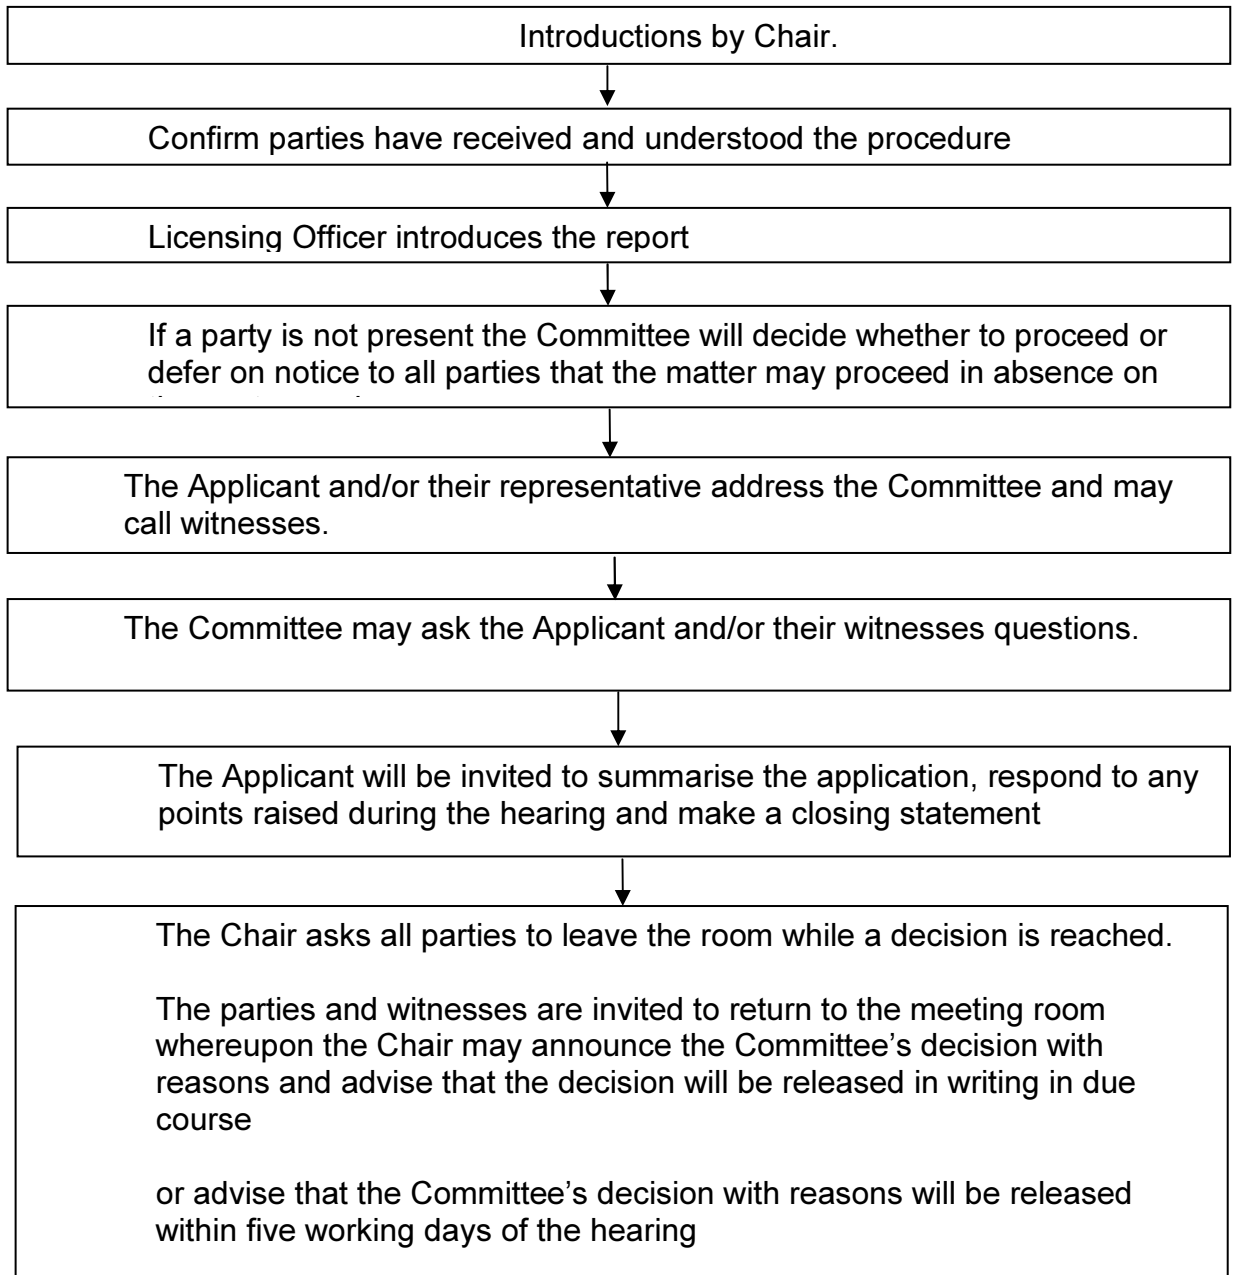 Introductions by Chair.
Confirm parties have received and understood the procedure
Licensing Officer introduces the report
If a party is not present the Committee will decide whether to proceed or
defer on notice to all parties that the matter may proceed in absence on
The Applicant and/or their representative address the Committee and may
call witnesses.
The Committee may ask the Applicant and/or their witnesses questions.
The Applicant will be invited to summarise the application, respond to any
points raised during the hearing and make a closing statement
The Chair asks all parties to leave the room while a decision is reached.
The parties and witnesses are invited to return to the meeting room
whereupon the Chair may announce the Committee’s decision with
reasons and advise that the decision will be released in writing in due
course
or advise that the Committee’s decision with reasons will be released
within five working days of the hearing